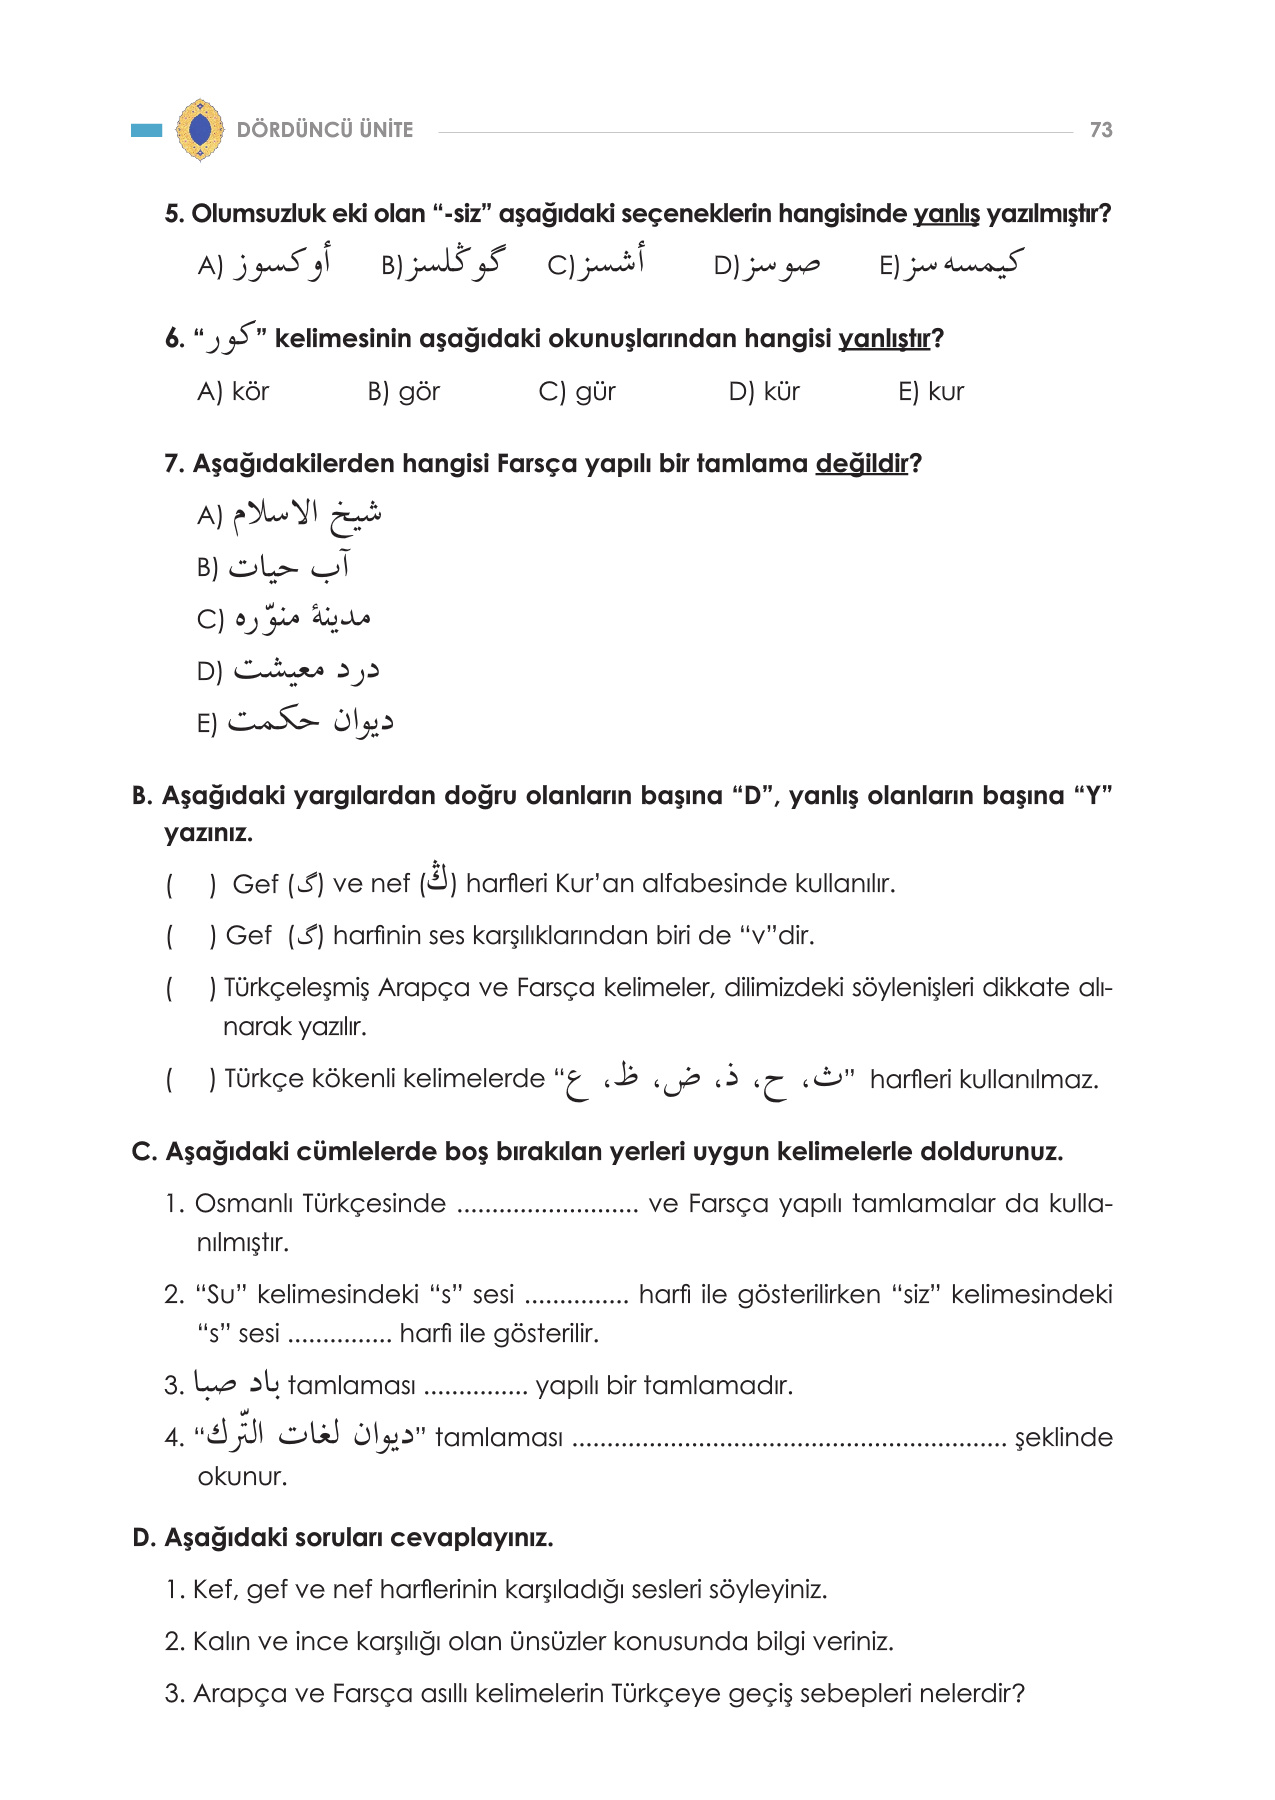 DÖRDÜNCÜ ÜNİTE 73
5. Olumsuzluk eki olan “-siz” aşağıdaki seçeneklerin hangisinde yanlış yazılmıştır?
A) أوكسوز B) گوڭلسز C) أشسز D) صوسز E) كيمسه سز
6. “كور” kelimesinin aşağıdaki okunuşlarından hangisi yanlıştır?
A) kör B) gör C) gür D) kür E) kur
7. Aşağıdakilerden hangisi Farsça yapılı bir tamlama değildir?
A) شيخ الاسلام
B) آب حيات
C) مدينۀ منوّره
D) درد معيشت
E) ديوان حكمت
B. Aşağıdaki yargılardan doğru olanların başına “D”, yanlış olanların başına “Y”
yazınız.
( ) Gef (گ) ve nef (ڭ) harfleri Kur’an alfabesinde kullanılır.
( ) Gef (گ) harfinin ses karşılıklarından biri de “v”dir.
( ) Türkçeleşmiş Arapça ve Farsça kelimeler, dilimizdeki söylenişleri dikkate alı-
narak yazılır.
( ) Türkçe kökenli kelimelerde “ث، ح، ذ، ض، ظ، ع” harfleri kullanılmaz.
C. Aşağıdaki cümlelerde boş bırakılan yerleri uygun kelimelerle doldurunuz.
1. Osmanlı Türkçesinde .......................... ve Farsça yapılı tamlamalar da kulla-
nılmıştır.
2. “Su” kelimesindeki “s” sesi ............... harfi ile gösterilirken “siz” kelimesindeki
“s” sesi ............... harfi ile gösterilir.
3. باد صبا tamlaması ............... yapılı bir tamlamadır.
4. “ديوان لغات التّرك” tamlaması .............................................................. şeklinde
okunur.
D. Aşağıdaki soruları cevaplayınız.
1. Kef, gef ve nef harflerinin karşıladığı sesleri söyleyiniz.
2. Kalın ve ince karşılığı olan ünsüzler konusunda bilgi veriniz.
3. Arapça ve Farsça asıllı kelimelerin Türkçeye geçiş sebepleri nelerdir?